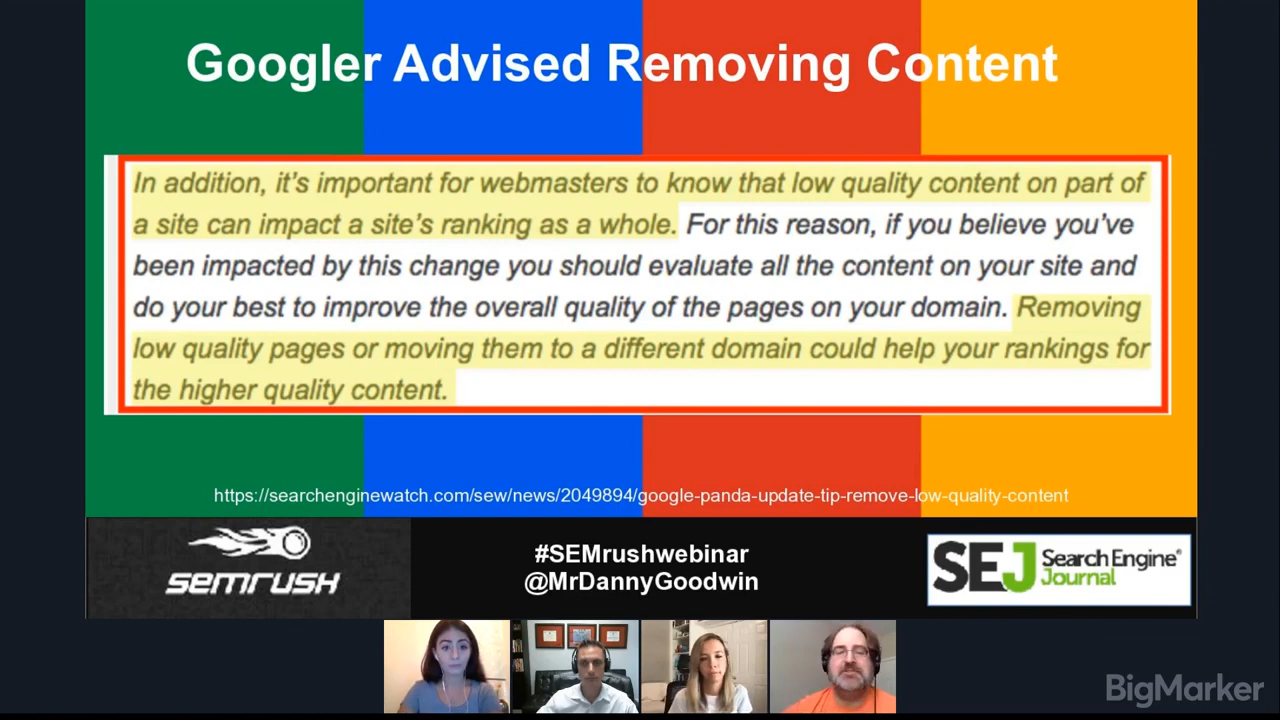 Googler Advised Removing Content
In addition, it's important for webmasters to know that low quality content on part of
a site can impact a site's ranking as a whole. For this reason, if you believe you've
been impacted by this change you should evaluate all the content on your site and
do your best to improve the overall quality of the pages on your domain. Removing
low quality pages or moving them to a different domain could help your rankings for
the higher quality content.
https://searchenginewatch.com/sew/news/2049894/google-panda-update-tip-remove-low-quality-content
semrush
#SEMrushwebinar
@MrDannyGoodwin
SEJ Search Engine®
Journal
BigMarker